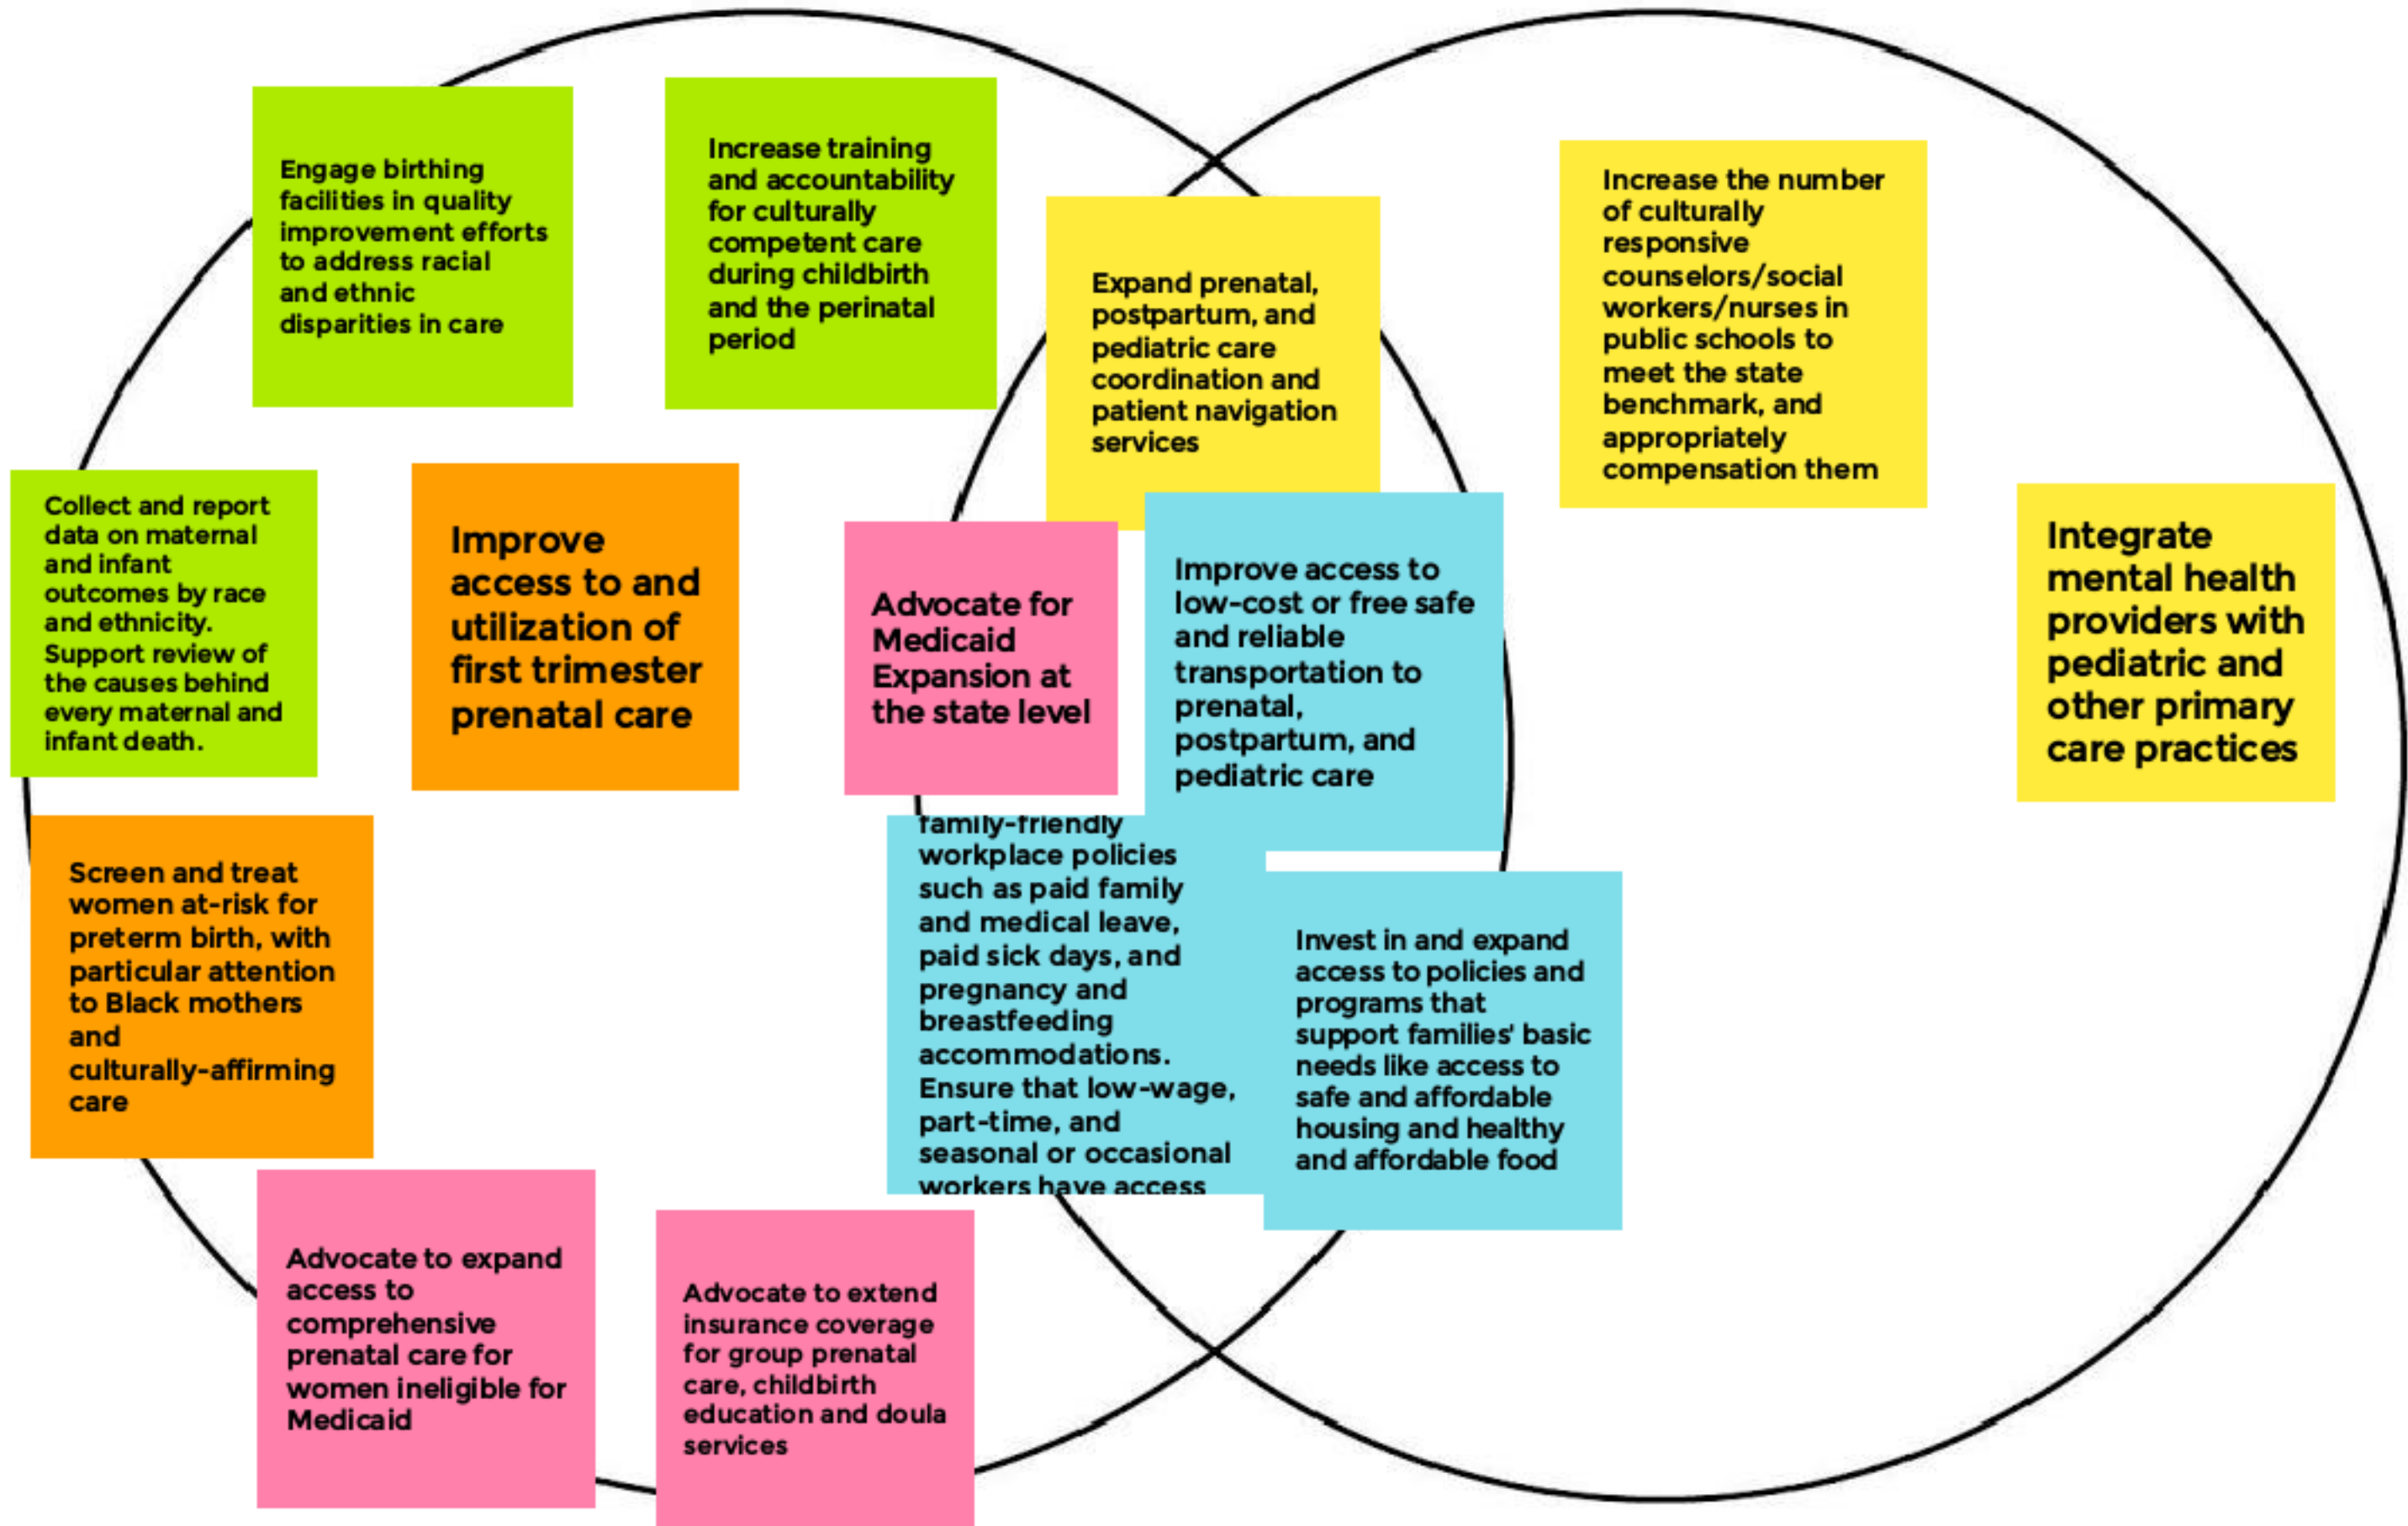 Engage birthing
facilities in quality
improvement efforts
to address racial
and ethnic
disparities in care
Increase training
and accountability
for culturally
competent care
during childbirth
and the perinatal
period
Expand prenatal,
postpartum, and
pediatric care
coordination and
patient navigation
services
Increase the number
of culturally
responsive
counselors/social
workers/nurses in
public schools to
meet the state
benchmark, and
appropriately
compensation them
Collect and report
data on maternal
and infant
outcomes by race
and ethnicity.
Support review of
the causes behind
every maternal and
infant death.
Improve
access to and
utilization of
first trimester
prenatal care
Advocate for
Medicaid
Expansion at
the state level
Improve access to
low-cost or free safe
and reliable
transportation to
prenatal,
postpartum, and
pediatric care
Integrate
mental health
providers with
pediatric and
other primary
care practices
Screen and treat
women at-risk for
preterm birth, with
particular attention
to Black mothers
and
culturally-affirming
care
family-friendly
workplace policies
such as paid family
and medical leave,
paid sick days, and
pregnancy and
breastfeeding
accommodations.
Ensure that low-wage,
part-time, and
seasonal or occasional
workers have access
Invest in and expand
access to policies and
programs that
support families' basic
needs like access to
safe and affordable
housing and healthy
and affordable food
Advocate to expand
access to
comprehensive
prenatal care for
women ineligible for
Medicaid
Advocate to extend
insurance coverage
for group prenatal
care, childbirth
education and doula
services